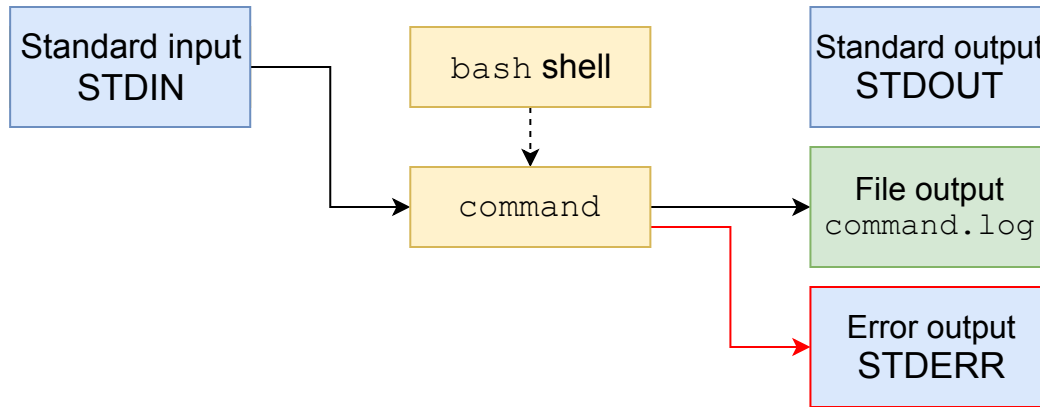 Standard input
STDIN
bash shell
Standard output
STDOUT
command
File output
command.log
Error output
STDERR